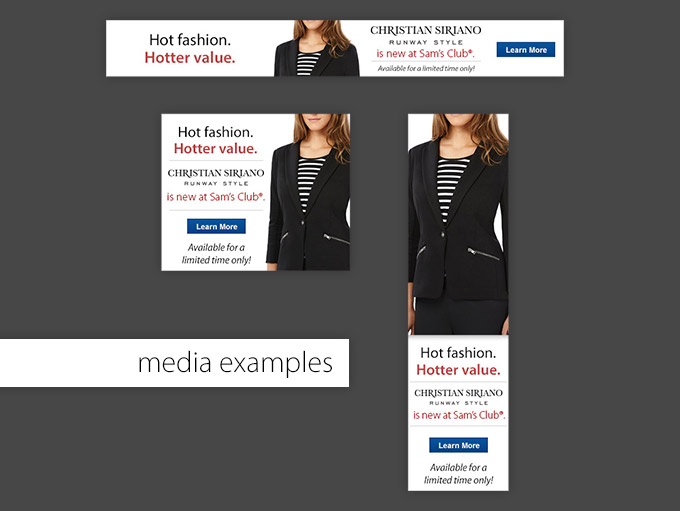 Hot fashion.
Hotter value.
CHRISTIAN SIRIANO
RUNWAY STYLE
is new at Sam's Club®.
Available for a limited time only!
Learn More
Hot fashion.
Hotter value.
CHRISTIAN SIRIANO
RUNWAY STYLE
is new at Sam's Club®.
Learn More
Available for a
limited time only!
media examples
Hot fashion.
Hotter value.
CHRISTIAN SIRIANO
RUNWAY STYLE
is new at Sam's Club®.
Learn More
Available for a
limited time only!